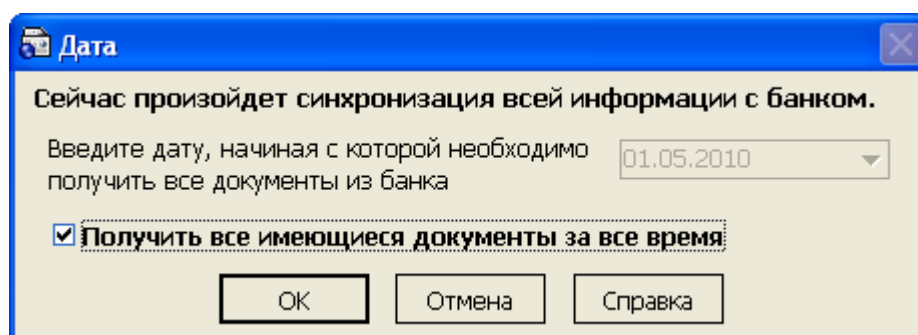 Дата
Сейчас произойдет синхронизация всей информации с банком.
Введите дату, начиная с которой необходимо
получить все документы из банка
01.05.2010
Получить все имеющиеся документы за все время
ОК
Отмена
Справка